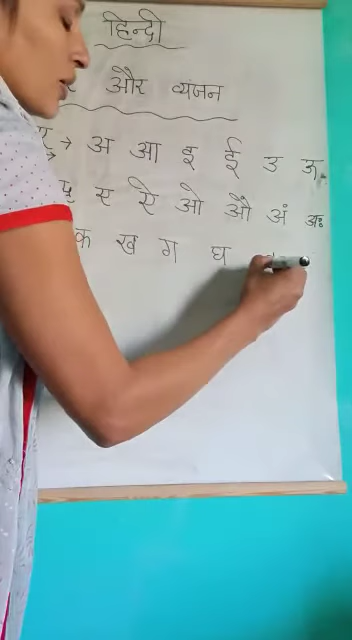 हिन्दी
और व्यंजन
→ अ आ इ ई उ ऊ
ए ऐ ओ औ अं अः
क ख ग घ